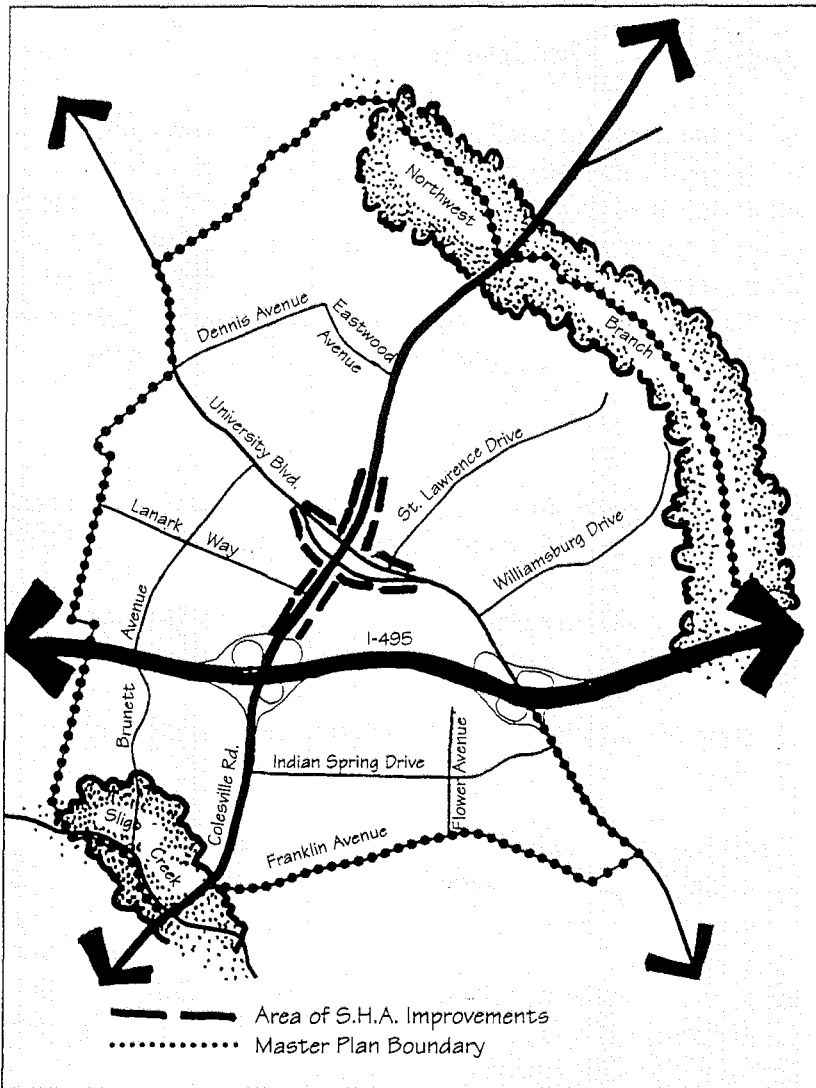 Northwest
Branch
Dennis Avenue
Eastwood
Avenue
University Blvd.
St. Lawrence Drive
Lanark Way
Williamsburg Drive
I-495
Brunett Avenue
Colesville Rd.
Indian Spring Drive
Flower Avenue
Franklin Avenue
Sligo
Creek
Area of S.H.A. Improvements
Master Plan Boundary